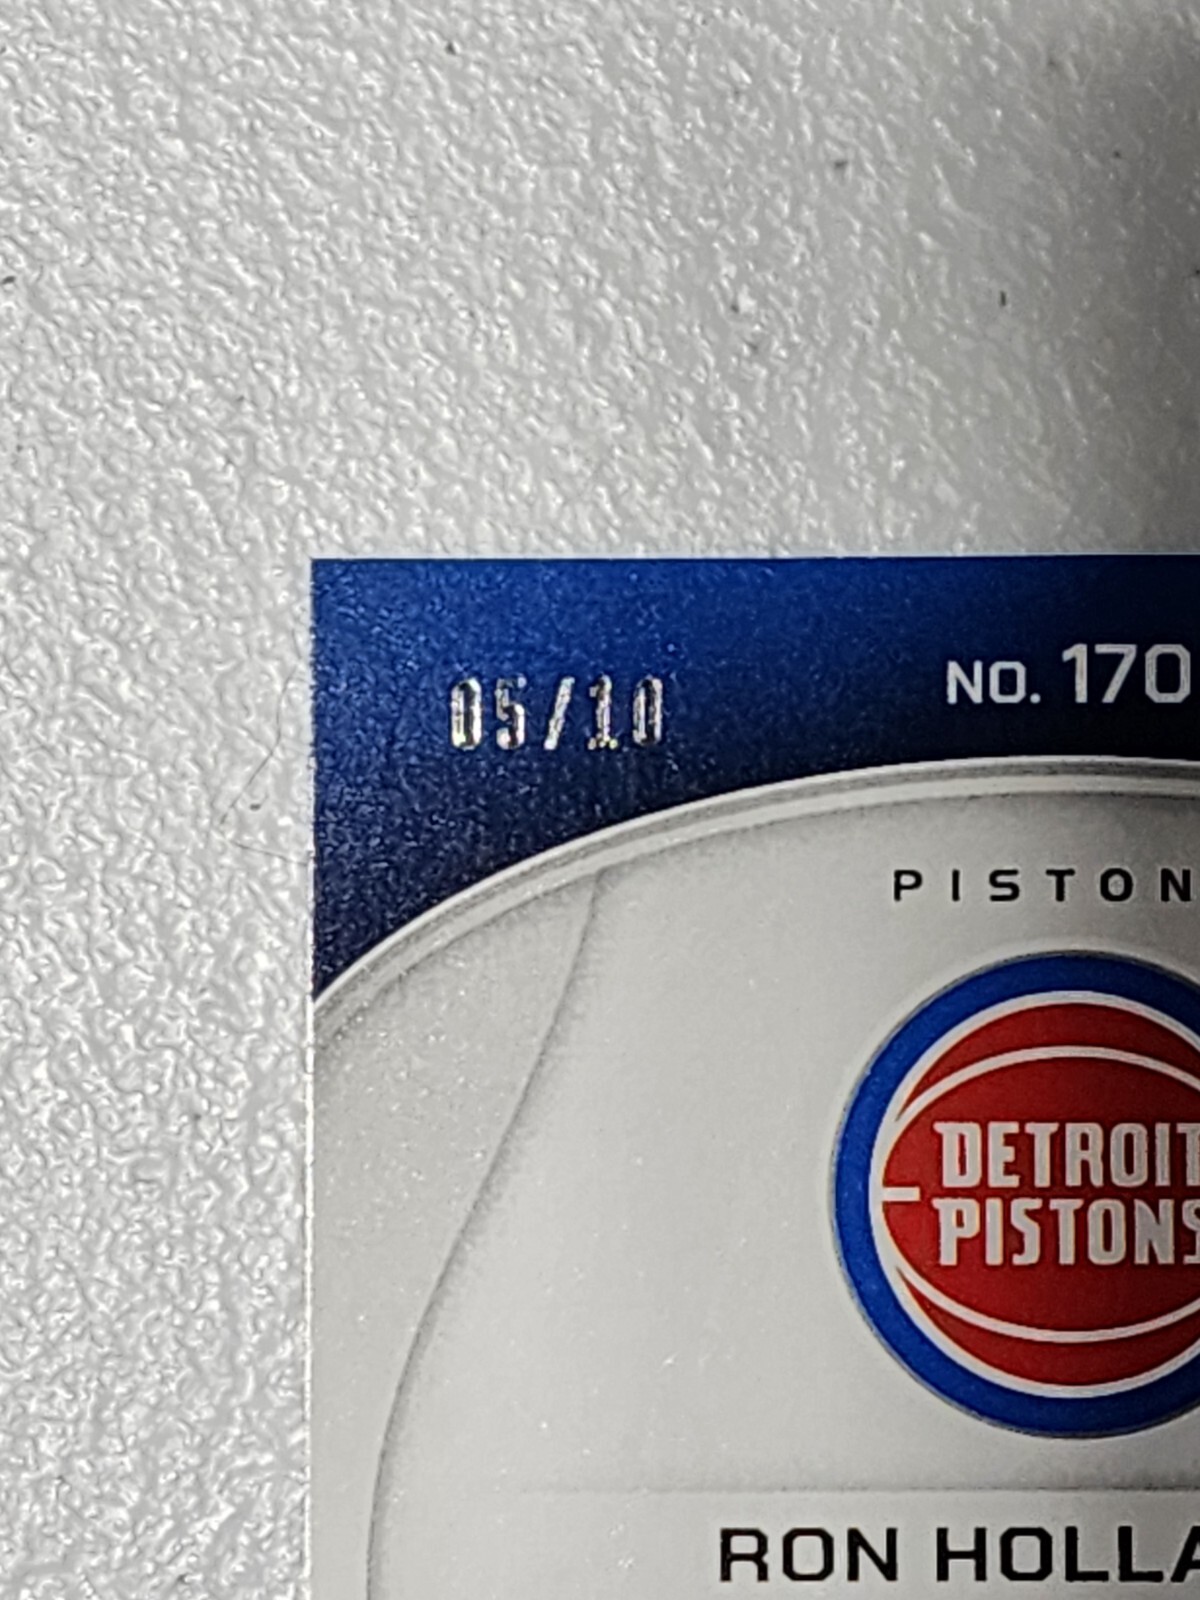 05/10
NO. 170
PISTON
DETROIT
PISTONS
RON HOLLA